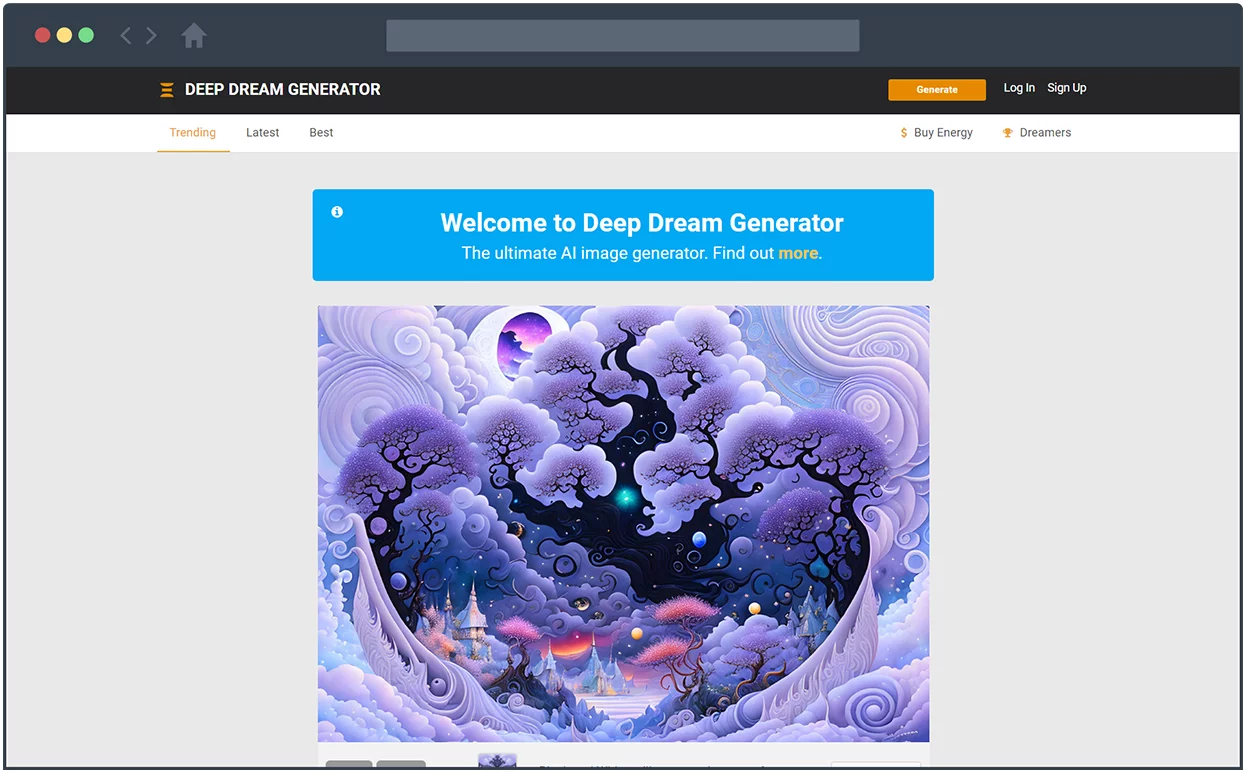 DEEP DREAM GENERATOR
Generate
Log In
Sign Up
Trending
Latest
Best
$ Buy Energy
Dreamers
Welcome to Deep Dream Generator
The ultimate AI image generator. Find out more.